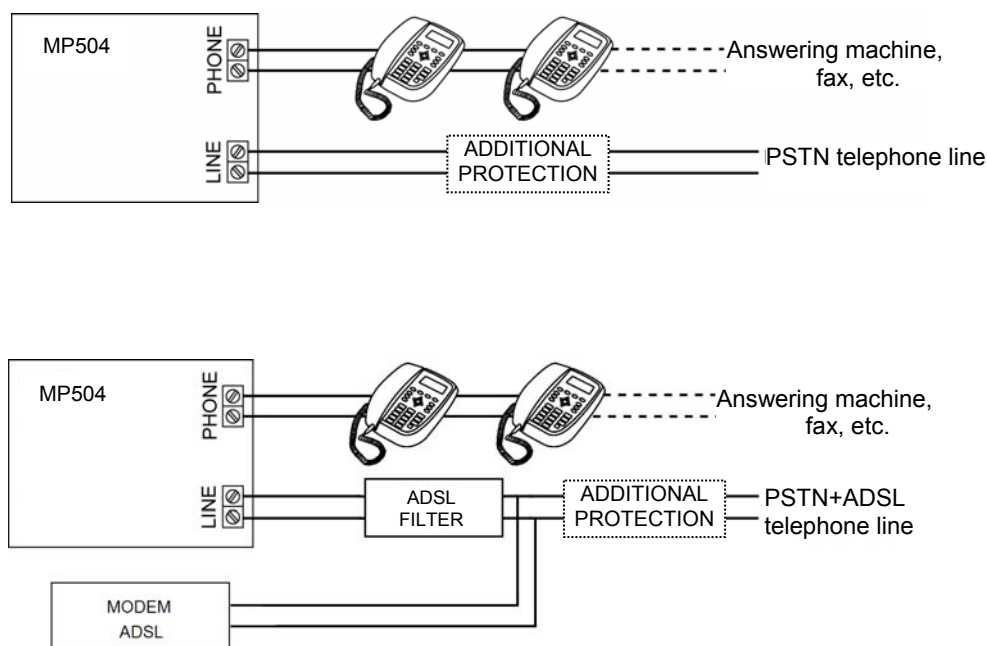 MP504
PHONE
Answering machine,
fax, etc.
LINE
ADDITIONAL
PROTECTION
PSTN telephone line
MP504
PHONE
Answering machine,
fax, etc.
LINE
ADSL
FILTER
ADDITIONAL
PROTECTION
PSTN+ADSL
telephone line
MODEM
ADSL